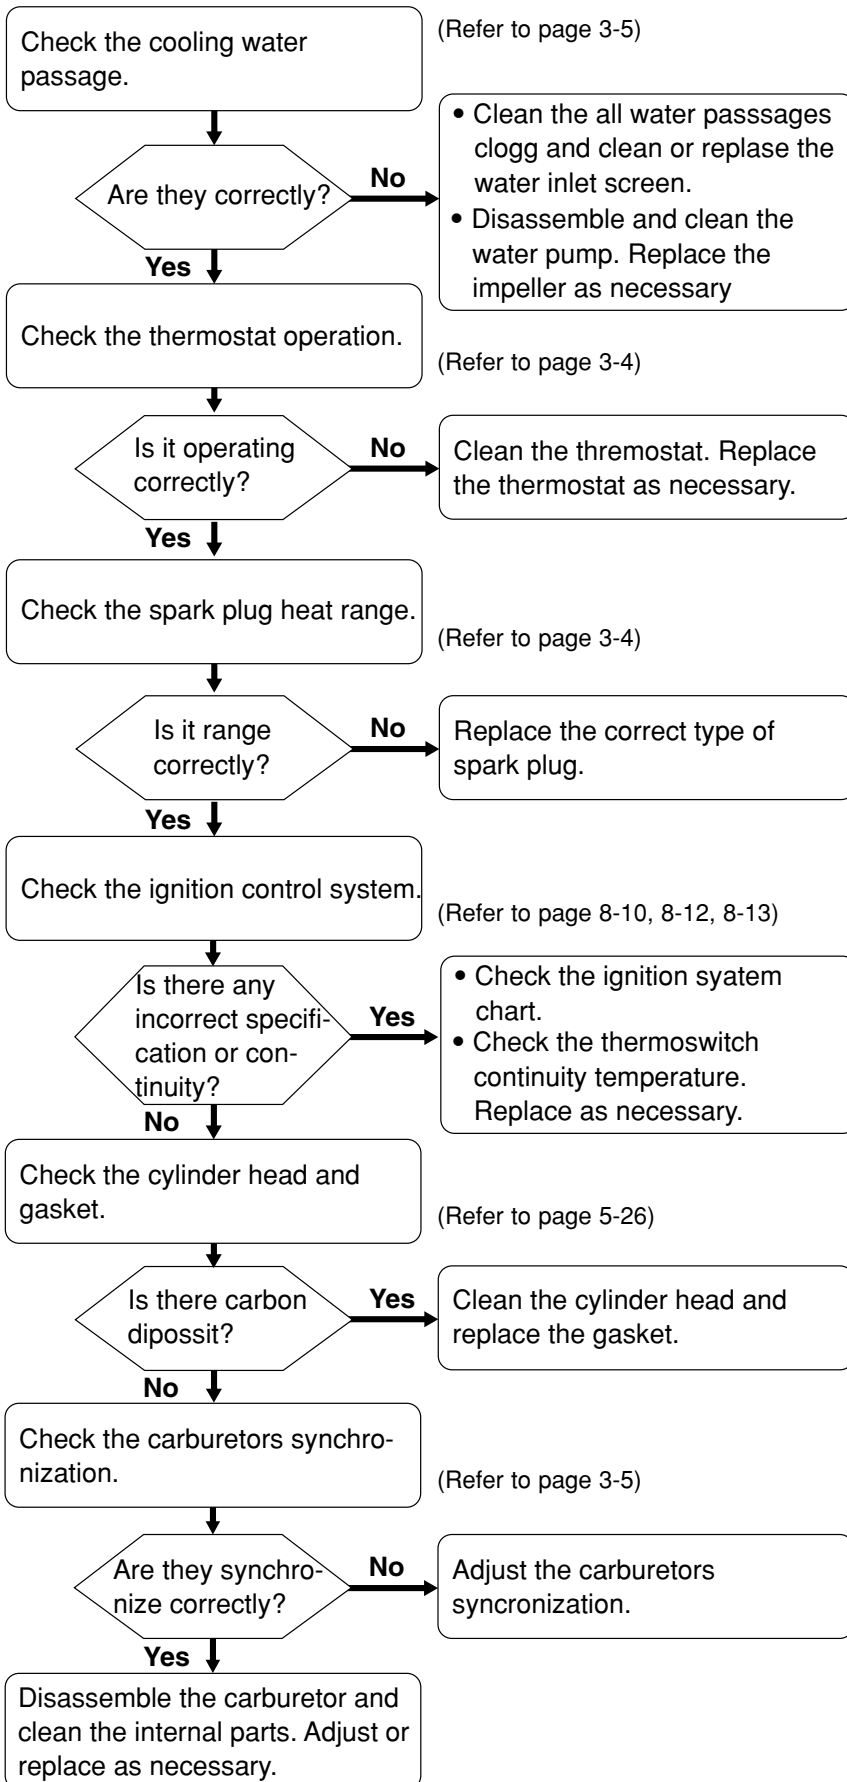 Check the cooling water
passage.
(Refer to page 3-5)
Are they correctly?
No
• Clean the all water passsages
clogg and clean or replase the
water inlet screen.
• Disassemble and clean the
water pump. Replace the
impeller as necessary
Yes
Check the thermostat operation.
(Refer to page 3-4)
Is it operating
correctly?
No
Clean the thremostat. Replace
the thermostat as necessary.
Yes
Check the spark plug heat range.
(Refer to page 3-4)
Is it range
correctly?
No
Replace the correct type of
spark plug.
Yes
Check the ignition control system.
(Refer to page 8-10, 8-12, 8-13)
Is there any
incorrect specifi-
cation or con-
tinuity?
Yes
• Check the ignition syatem
chart.
• Check the thermoswitch
continuity temperature.
Replace as necessary.
No
Check the cylinder head and
gasket.
(Refer to page 5-26)
Is there carbon
dipossit?
Yes
Clean the cylinder head and
replace the gasket.
No
Check the carburetors synchro-
nization.
(Refer to page 3-5)
Are they synchro-
nize correctly?
No
Adjust the carburetors
syncronization.
Yes
Disassemble the carburetor and
clean the internal parts. Adjust or
replace as necessary.